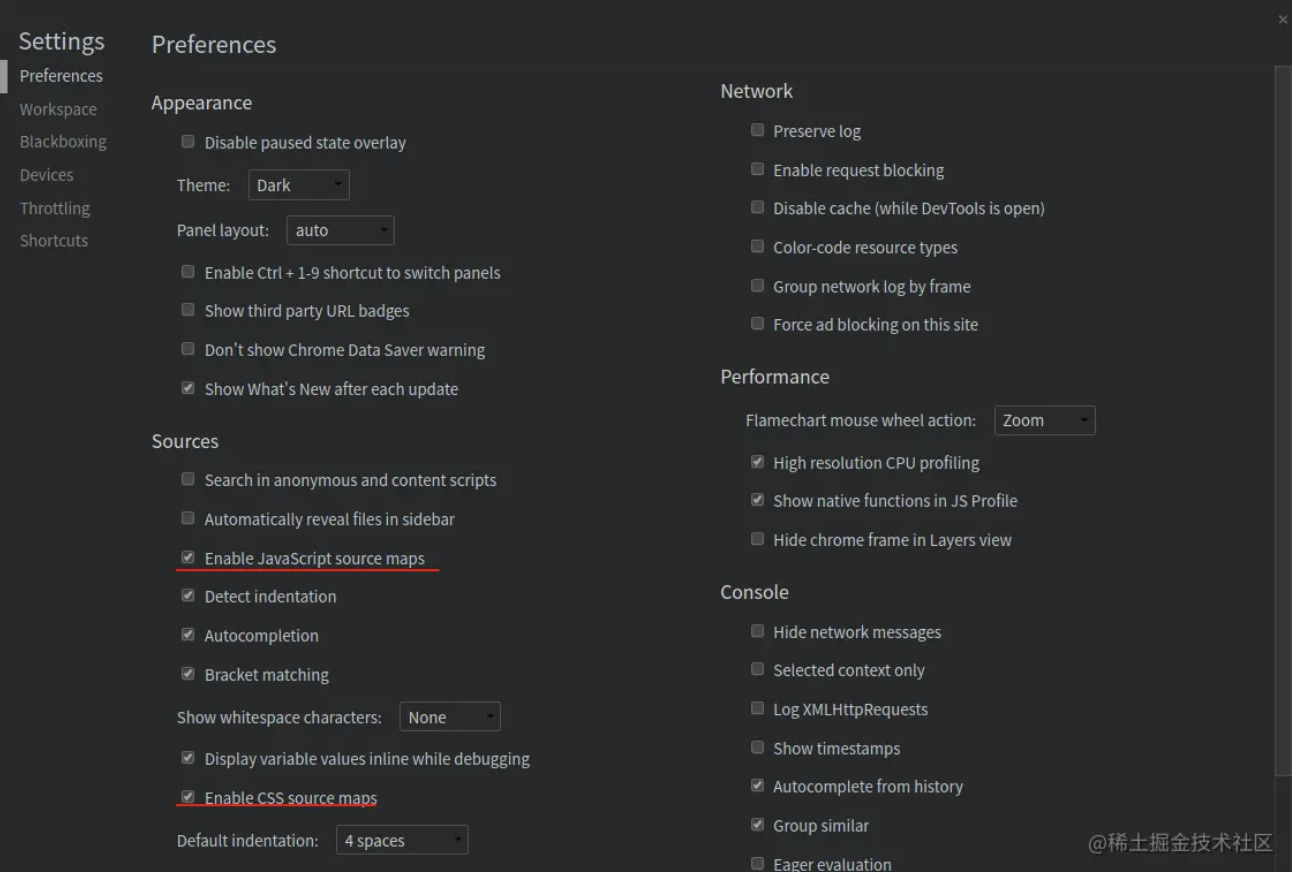 Settings
Preferences
Workspace
Blackboxing
Devices
Throttling
Shortcuts
Preferences
Appearance
Disable paused state overlay
Theme: Dark
Panel layout: auto
Enable Ctrl + 1-9 shortcut to switch panels
Show third party URL badges
Don't show Chrome Data Saver warning
Show What's New after each update
Sources
Search in anonymous and content scripts
Automatically reveal files in sidebar
Enable JavaScript source maps
Detect indentation
Autocompletion
Bracket matching
Show whitespace characters: None
Display variable values inline while debugging
Enable CSS source maps
Default indentation: 4 spaces
Network
Preserve log
Enable request blocking
Disable cache (while DevTools is open)
Color-code resource types
Group network log by frame
Force ad blocking on this site
Performance
Flamechart mouse wheel action: Zoom
High resolution CPU profiling
Show native functions in JS Profile
Hide chrome frame in Layers view
Console
Hide network messages
Selected context only
Log XMLHttpRequests
Show timestamps
Autocomplete from history
Group similar
Eager evaluation
@稀土掘金技术社区